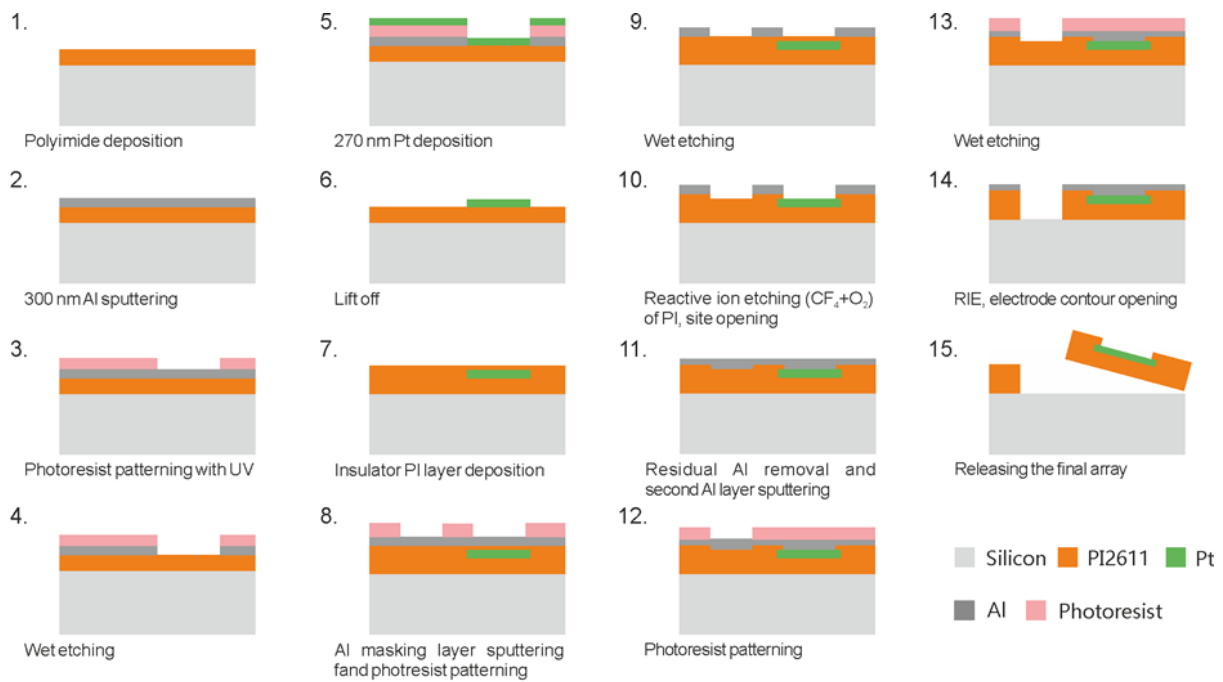 1.
Polyimide deposition
2.
300 nm Al sputtering
3.
Photoresist patterning with UV
4.
Wet etching
5.
270 nm Pt deposition
6.
Lift off
7.
Insulator PI layer deposition
8.
Al masking layer sputtering
fand photresist patterning
9.
Wet etching
10.
Reactive ion etching (CF₄+O₂)
of PI, site opening
11.
Residual Al removal and
second Al layer sputtering
12.
Photoresist patterning
13.
Wet etching
14.
RIE, electrode contour opening
15.
Releasing the final array
Silicon PI2611 Pt
Al Photoresist